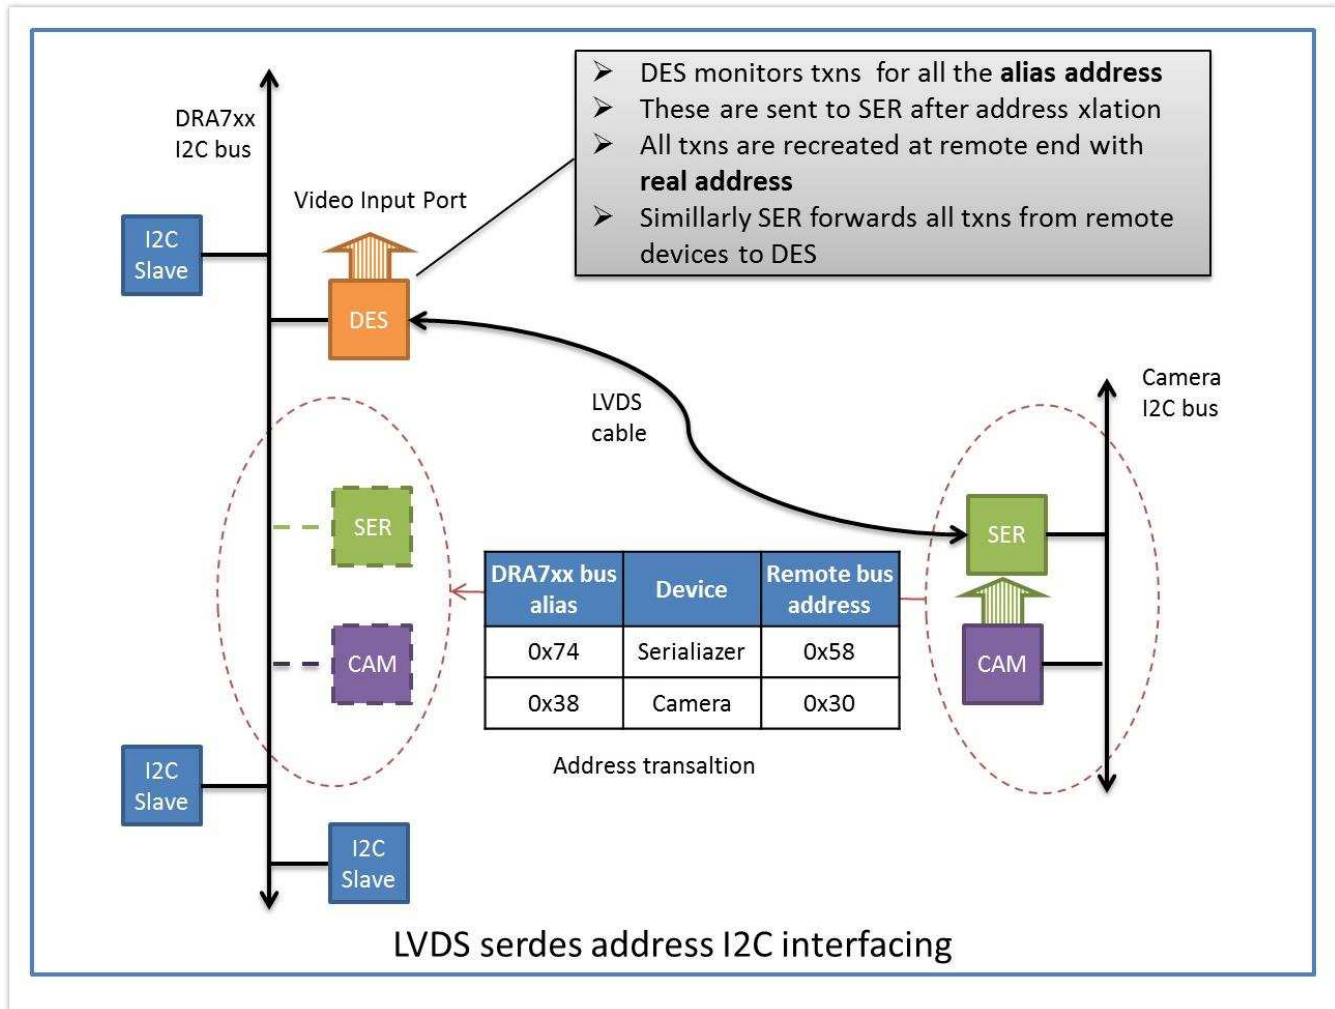 DRA7xx
I2C bus
➢ DES monitors txns for all the alias address
➢ These are sent to SER after address xlation
➢ All txns are recreated at remote end with
real address
➢ Simillarly SER forwards all txns from remote
devices to DES
Video Input Port
I2C
Slave
DES
LVDS
cable
Camera
I2C bus
SER
SER
CAM
CAM
DRA7xx bus
alias
Device
Remote bus
address
0x74 Serialiazer 0x58
0x38 Camera 0x30
Address transaltion
I2C
Slave
I2C
Slave
LVDS serdes address I2C interfacing